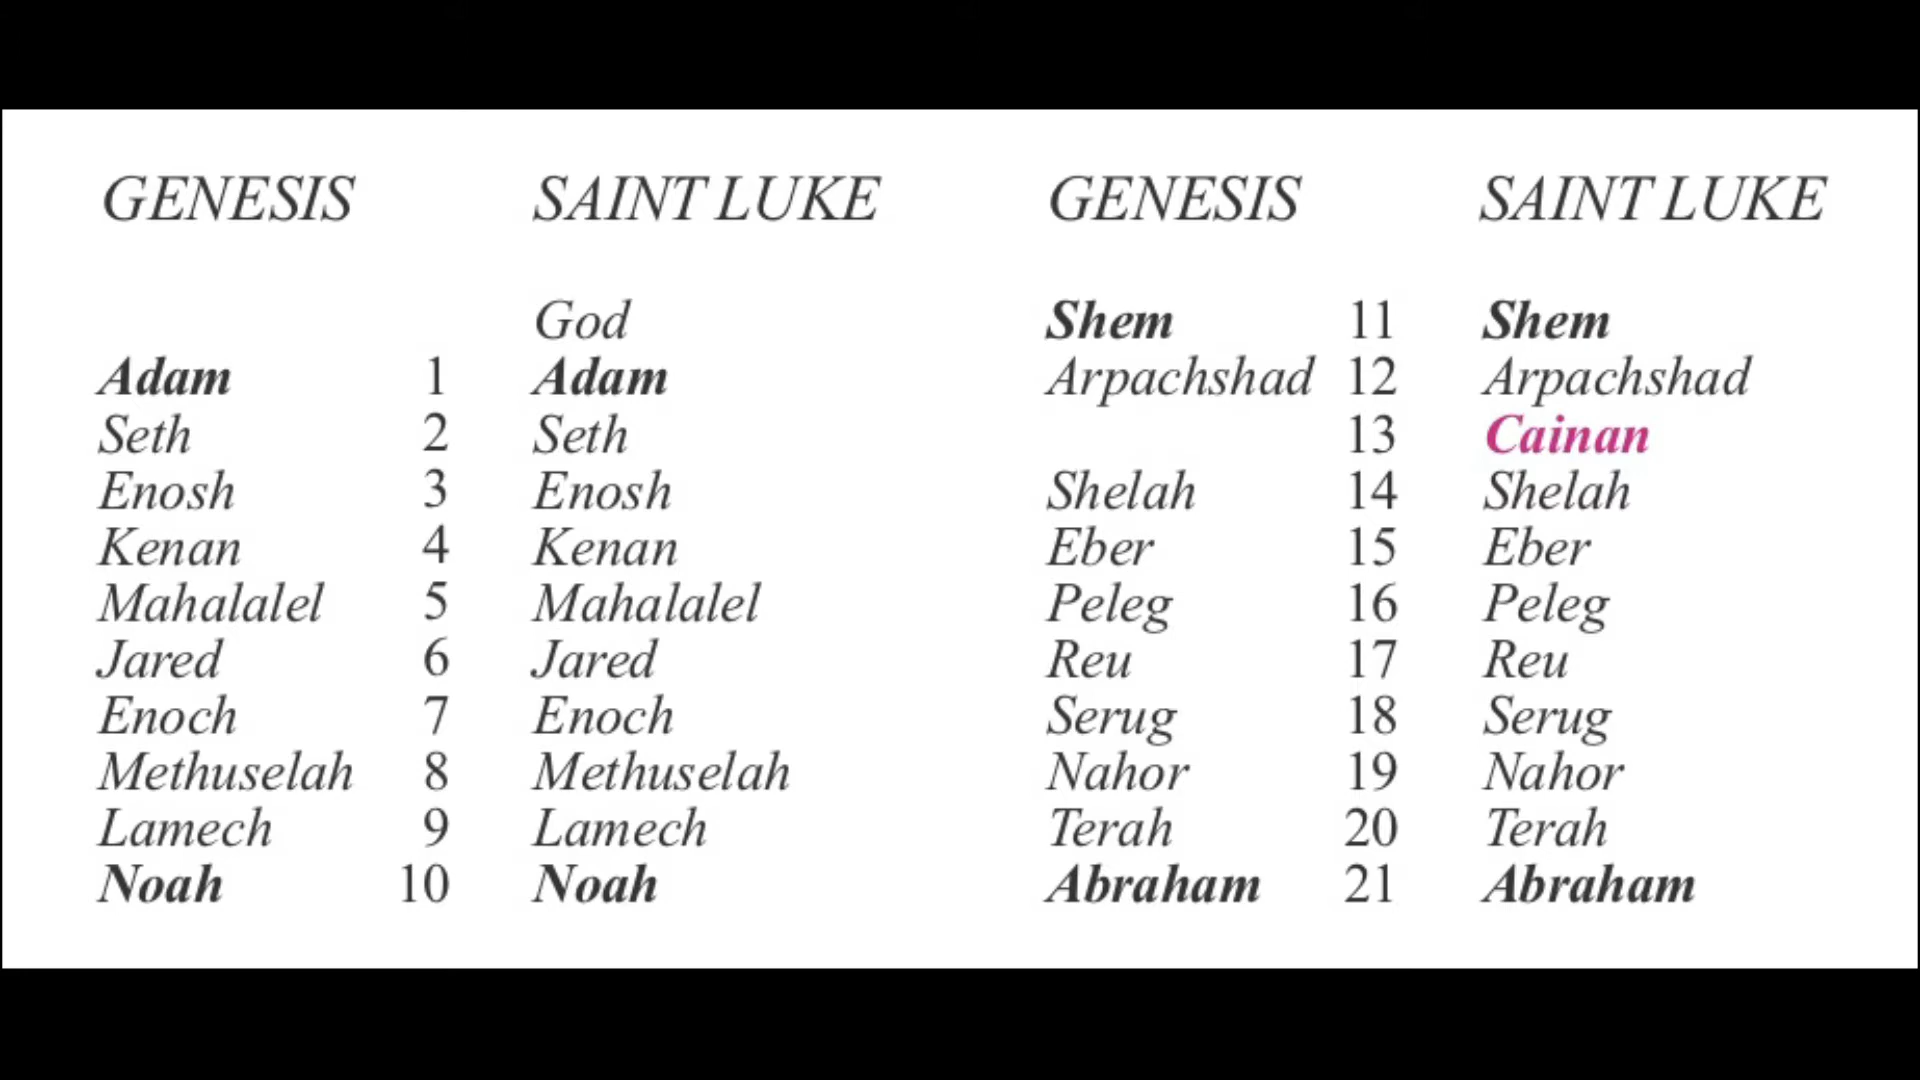 GENESIS SAINT LUKE GENESIS SAINT LUKE
God Shem 11 Shem
Adam 1 Adam Arpachshad 12 Arpachshad
Seth 2 Seth 13 Cainan
Enosh 3 Enosh Shelah 14 Shelah
Kenan 4 Kenan Eber 15 Eber
Mahalalel 5 Mahalalel Peleg 16 Peleg
Jared 6 Jared Reu 17 Reu
Enoch 7 Enoch Serug 18 Serug
Methuselah 8 Methuselah Nahor 19 Nahor
Lamech 9 Lamech Terah 20 Terah
Noah 10 Noah Abraham 21 Abraham